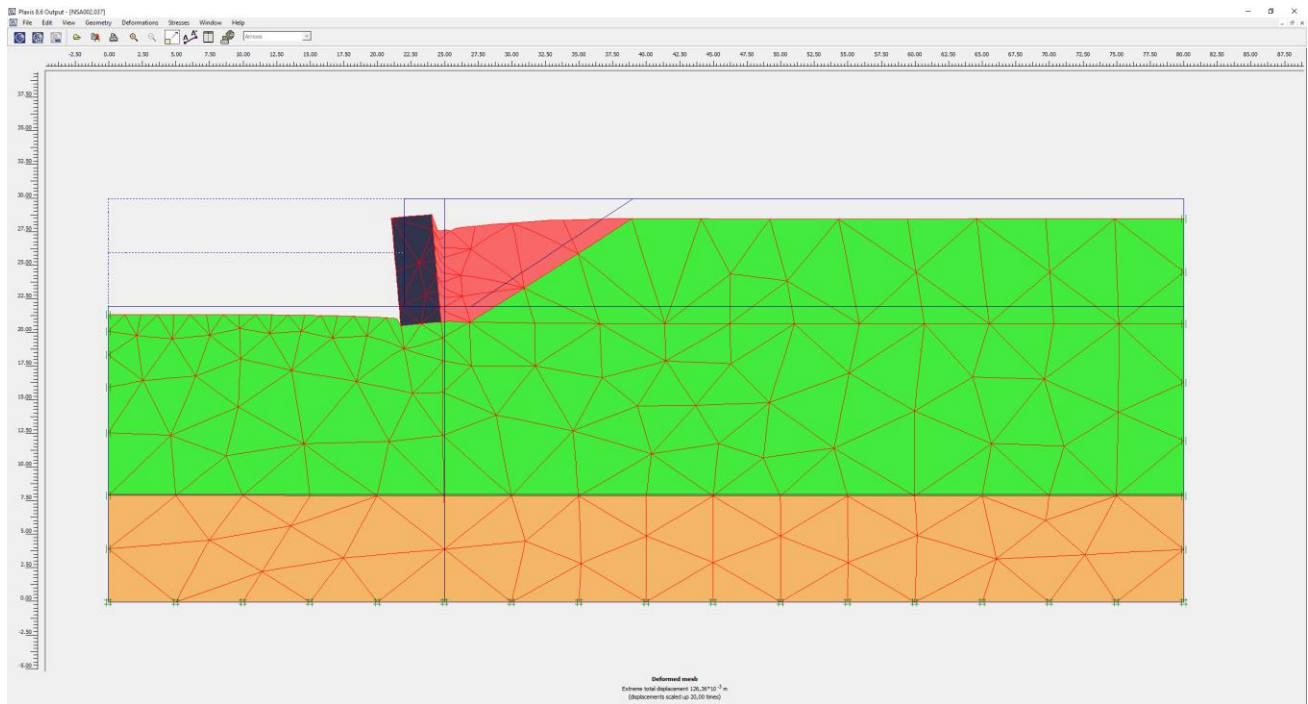 Plaxis 8.6 Output - [NSA002.037]
File Edit View Geometry Deformations Stresses Window Help
Arrows
-2.50 0.00 2.50 5.00 7.50 10.00 12.50 15.00 17.50 20.00 22.50 25.00 27.50 30.00 32.50 35.00 37.50 40.00 42.50 45.00 47.50 50.00 52.50 55.00 57.50 60.00 62.50 65.00 67.50 70.00 72.50 75.00 77.50 80.00 82.50 85.00 87.50
37.50
35.00
32.50
30.00
27.50
25.00
22.50
20.00
17.50
15.00
12.50
10.00
7.50
5.00
2.50
0.00
-2.50
-5.00
Deformed mesh
Extreme total displacement 126,36*10⁻³ m
(displacements scaled up 20,00 times)